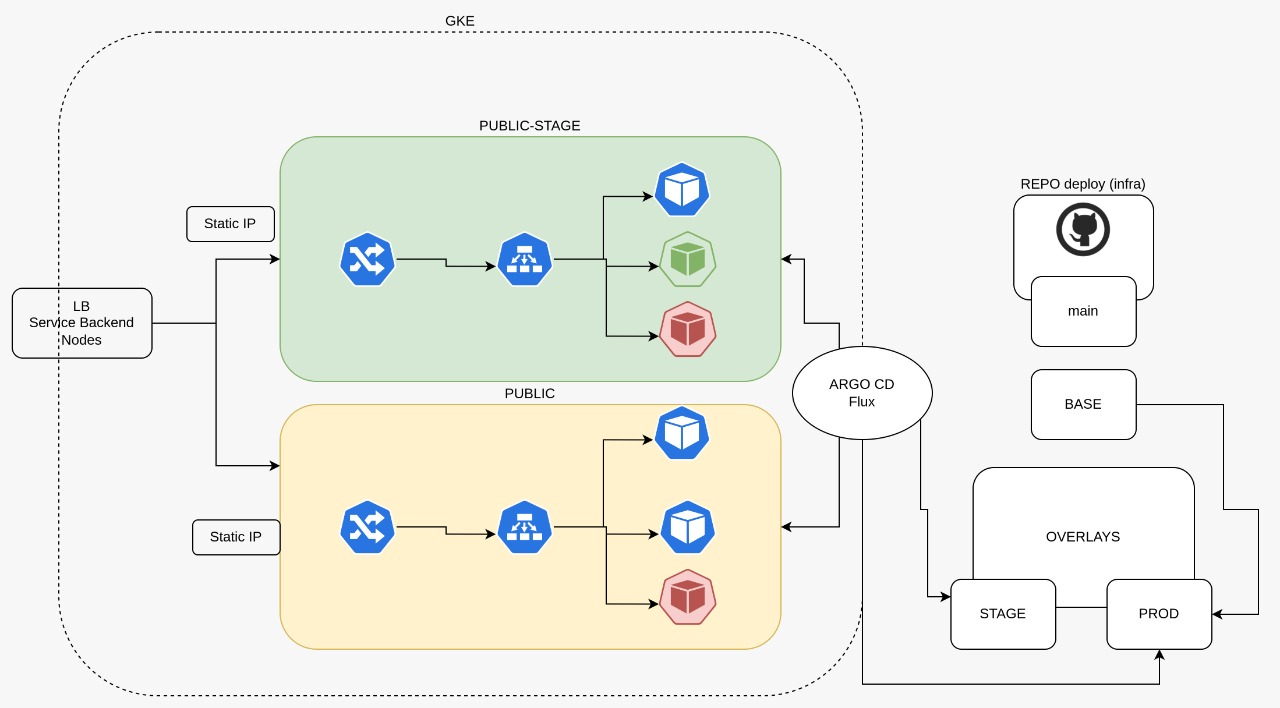 GKE
PUBLIC-STAGE
Static IP
LB
Service Backend
Nodes
PUBLIC
Static IP
ARGO CD
Flux
REPO deploy (infra)
main
BASE
OVERLAYS
STAGE
PROD